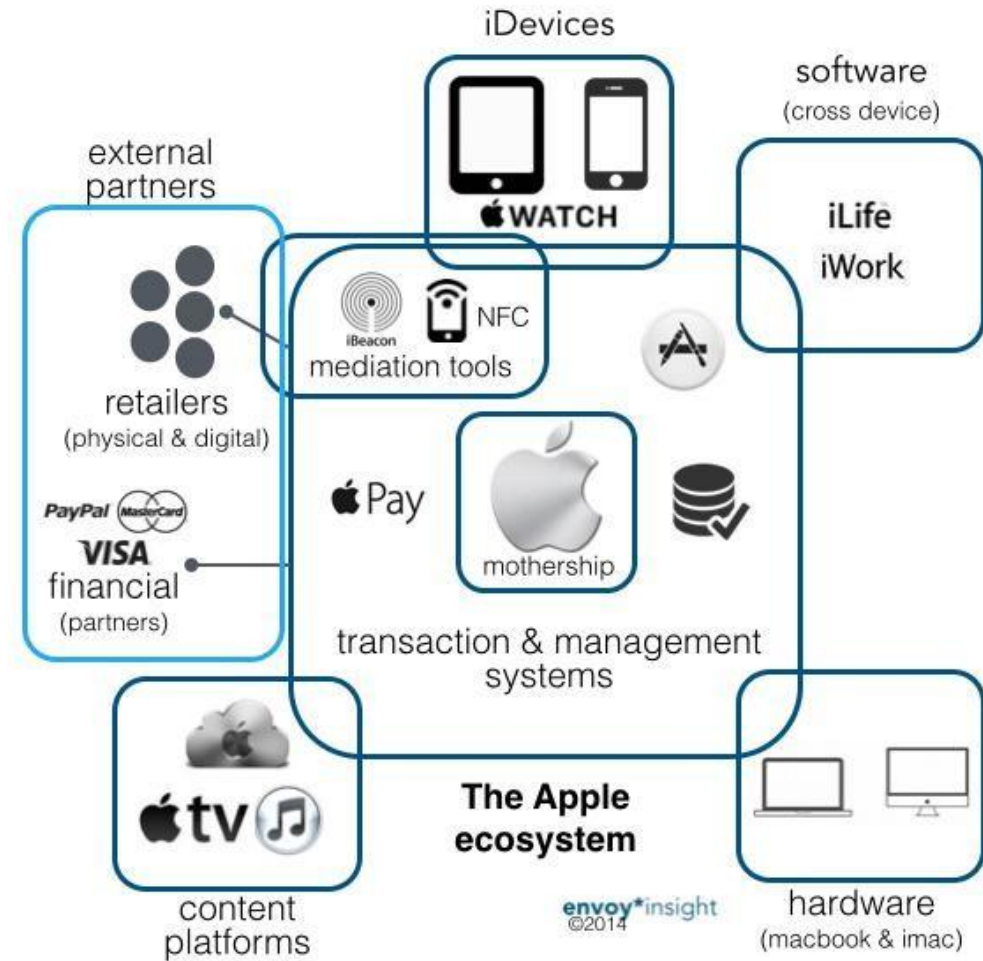 iDevices
WATCH
software
(cross device)
iLife
iWork
external
partners
retailers
(physical & digital)
PayPal MasterCard
VISA
financial
(partners)
iBeacon
NFC
mediation tools
Pay
mothership
transaction & management
systems
tv
content
platforms
The Apple
ecosystem
envoy*insight
©2014
hardware
(macbook & imac)